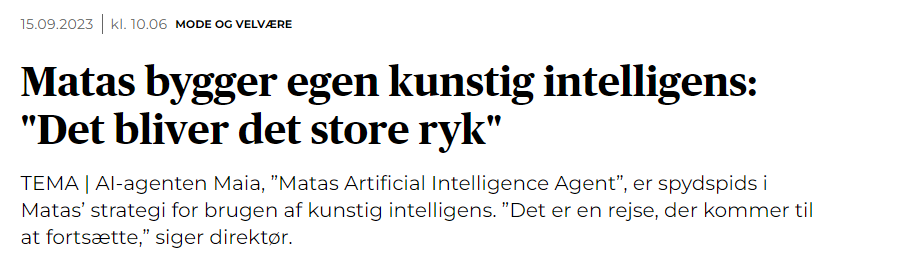 15.09.2023 | kl. 10.06 MODE OG VELVÆRE
Matas bygger egen kunstig intelligens:
"Det bliver det store ryk"
TEMA | AI-agenten Maia, ”Matas Artificial Intelligence Agent”, er spydspids i
Matas’ strategi for brugen af kunstig intelligens. ”Det er en rejse, der kommer til
at fortsætte,” siger direktør.